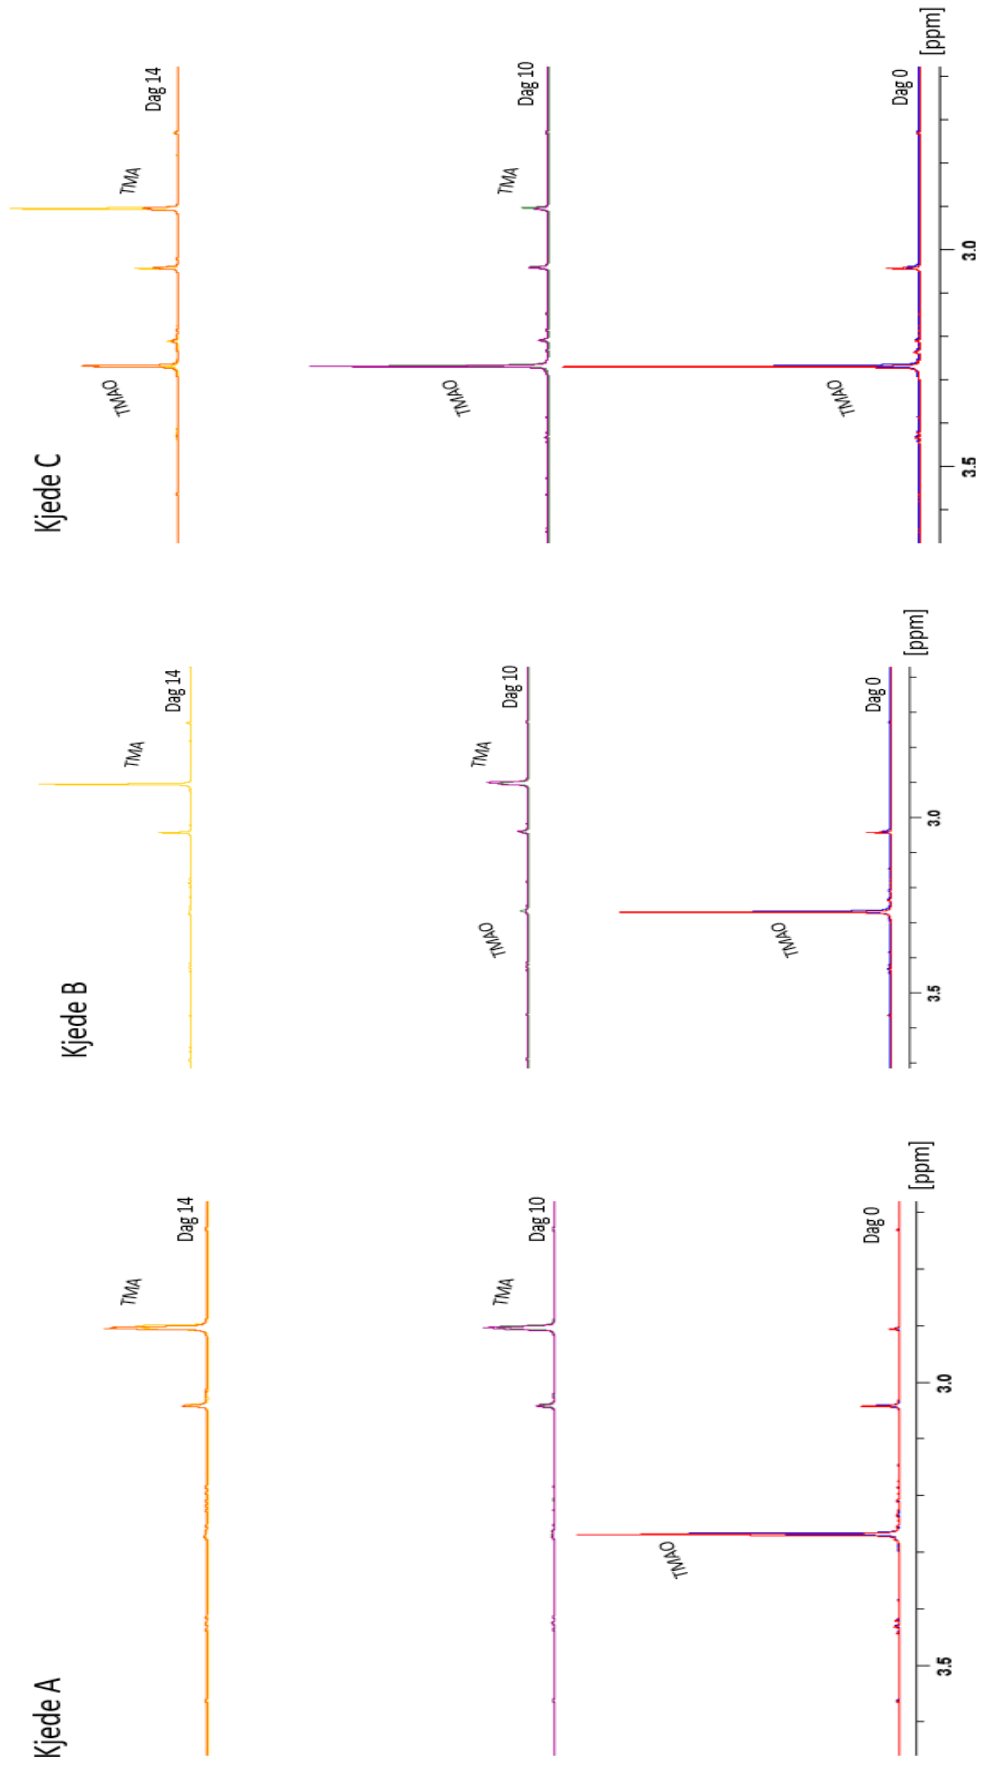 Kjede A
Dag 14
TMA
Dag 10
TMA
Dag 0
TMAO
3.5
3.0
[ppm]
Kjede B
Dag 14
TMA
Dag 10
TMA
TMAO
Dag 0
TMAO
3.5
3.0
[ppm]
Kjede C
Dag 14
TMA
TMAO
Dag 10
TMA
TMAO
Dag 0
TMAO
3.5
3.0
[ppm]